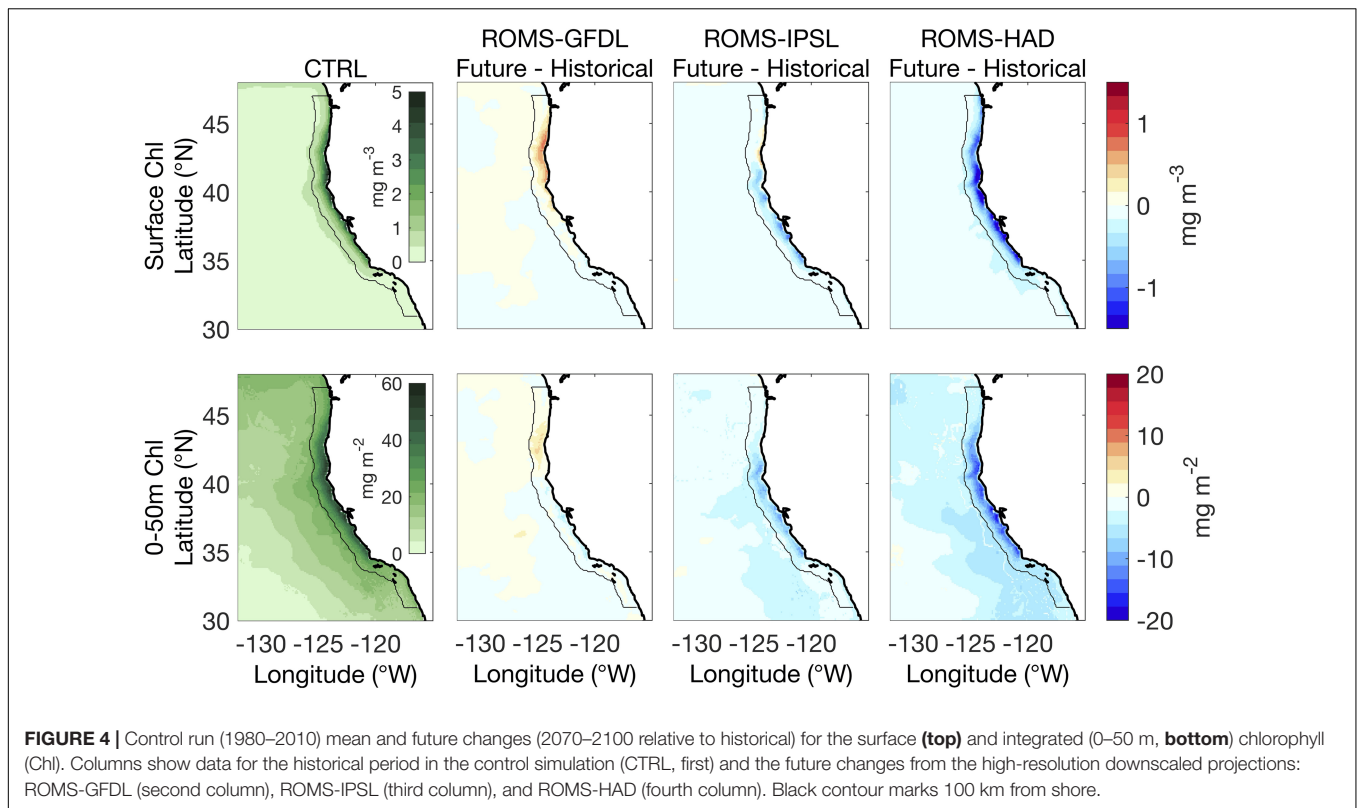 CTRL
ROMS-GFDL
Future - Historical
ROMS-IPSL
Future - Historical
ROMS-HAD
Future - Historical
Surface Chl
Latitude (°N)
45
40
35
30
5
4
3
2
1
0
mg m-3
1
0
-1
mg m-3
0-50m Chl
Latitude (°N)
45
40
35
30
60
40
20
0
mg m-2
20
10
0
-10
-20
mg m-2
-130 -125 -120
-130 -125 -120
-130 -125 -120
-130 -125 -120
Longitude (°W)
Longitude (°W)
Longitude (°W)
Longitude (°W)
FIGURE 4 | Control run (1980–2010) mean and future changes (2070–2100 relative to historical) for the surface (top) and integrated (0–50 m, bottom) chlorophyll
(Chl). Columns show data for the historical period in the control simulation (CTRL, first) and the future changes from the high-resolution downscaled projections:
ROMS-GFDL (second column), ROMS-IPSL (third column), and ROMS-HAD (fourth column). Black contour marks 100 km from shore.